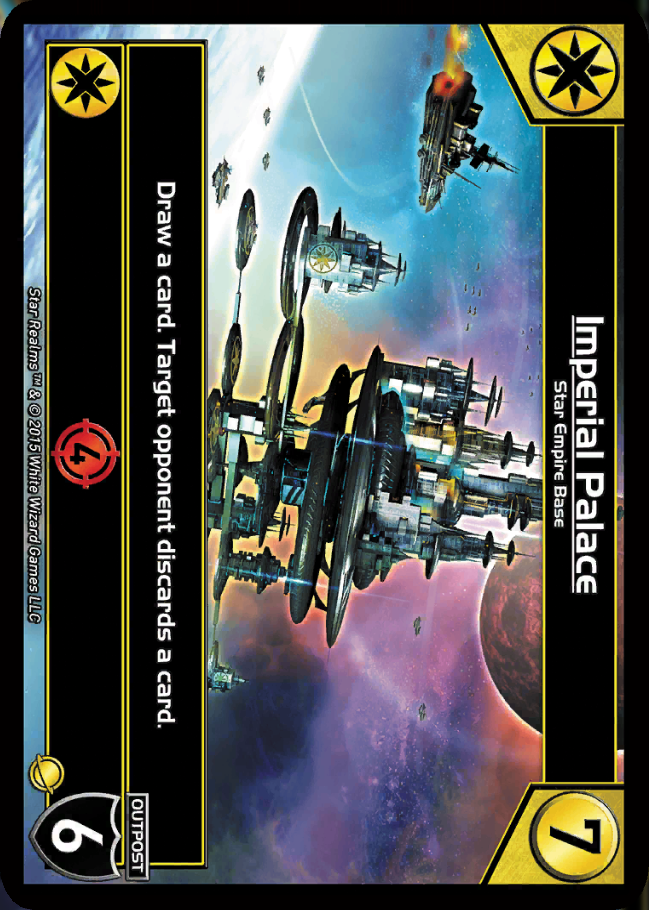 Imperial Palace
Star Empire Base
7
Draw a card. Target opponent discards a card.
OUTPOST
4
6
Star Realms™ & © 2015 White Wizard Games LLC